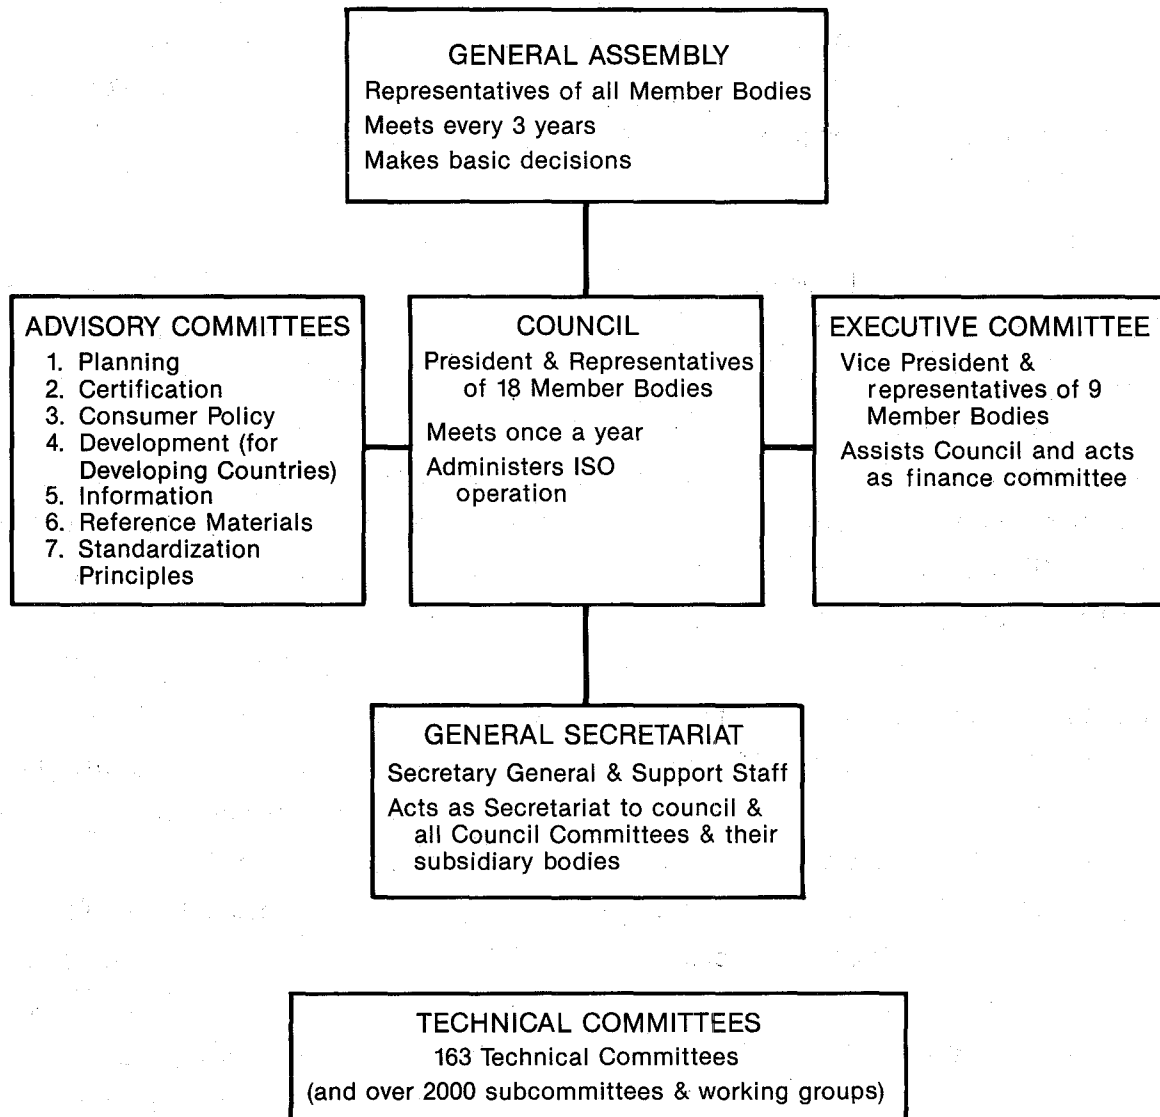 GENERAL ASSEMBLY
Representatives of all Member Bodies
Meets every 3 years
Makes basic decisions
ADVISORY COMMITTEES
1. Planning
2. Certification
3. Consumer Policy
4. Development (for
Developing Countries)
5. Information
6. Reference Materials
7. Standardization
Principles
COUNCIL
President & Representatives
of 18 Member Bodies
Meets once a year
Administers ISO
operation
EXECUTIVE COMMITTEE
Vice President &
representatives of 9
Member Bodies
Assists Council and acts
as finance committee
GENERAL SECRETARIAT
Secretary General & Support Staff
Acts as Secretariat to council &
all Council Committees & their
subsidiary bodies
TECHNICAL COMMITTEES
163 Technical Committees
(and over 2000 subcommittees & working groups)